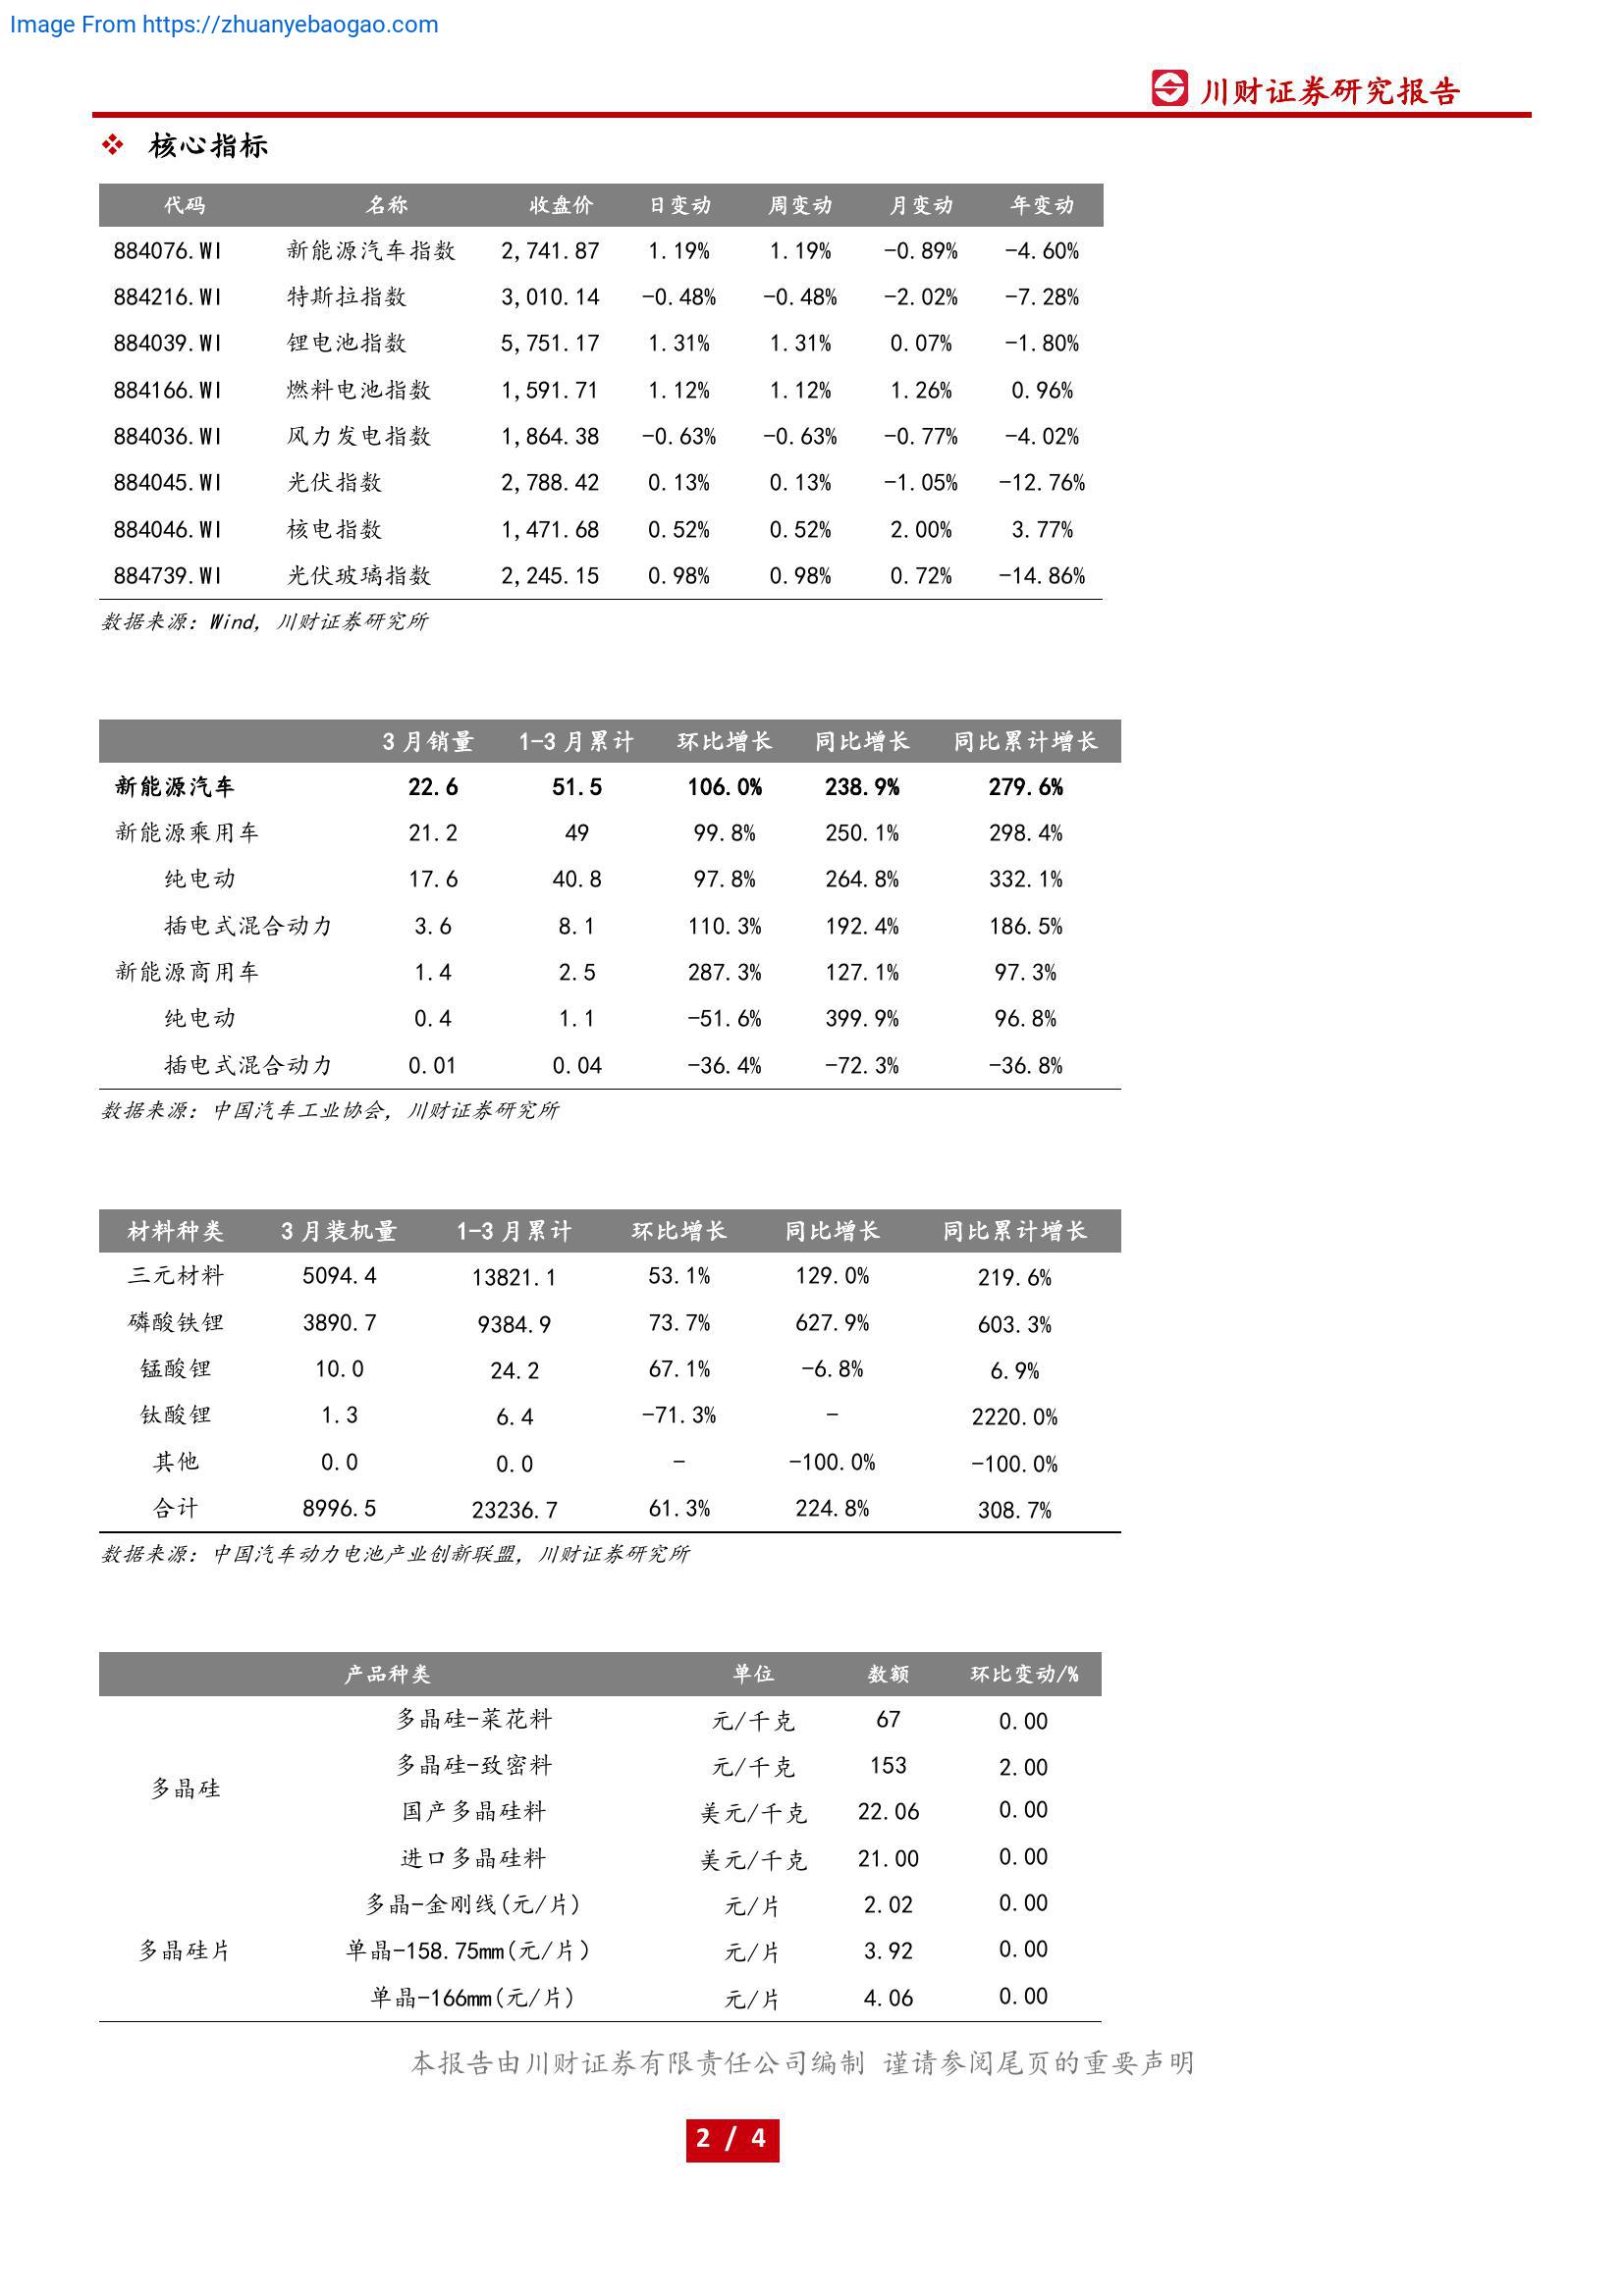 Image From https://zhuanyebaogao.com
川财证券研究报告
核心指标
代码 名称 收盘价 日变动 周变动 月变动 年变动
884076.WI 新能源汽车指数 2,741.87 1.19% 1.19% -0.89% -4.60%
884216.WI 特斯拉指数 3,010.14 -0.48% -0.48% -2.02% -7.28%
884039.WI 锂电池指数 5,751.17 1.31% 1.31% 0.07% -1.80%
884166.WI 燃料电池指数 1,591.71 1.12% 1.12% 1.26% 0.96%
884036.WI 风力发电指数 1,864.38 -0.63% -0.63% -0.77% -4.02%
884045.WI 光伏指数 2,788.42 0.13% 0.13% -1.05% -12.76%
884046.WI 核电指数 1,471.68 0.52% 0.52% 2.00% 3.77%
884739.WI 光伏玻璃指数 2,245.15 0.98% 0.98% 0.72% -14.86%
数据来源：Wind，川财证券研究所
3 月销量 1-3 月累计 环比增长 同比增长 同比累计增长
新能源汽车 22.6 51.5 106.0% 238.9% 279.6%
新能源乘用车 21.2 49 99.8% 250.1% 298.4%
纯电动 17.6 40.8 97.8% 264.8% 332.1%
插电式混合动力 3.6 8.1 110.3% 192.4% 186.5%
新能源商用车 1.4 2.5 287.3% 127.1% 97.3%
纯电动 0.4 1.1 -51.6% 399.9% 96.8%
插电式混合动力 0.01 0.04 -36.4% -72.3% -36.8%
数据来源：中国汽车工业协会，川财证券研究所
材料种类 3 月装机量 1-3 月累计 环比增长 同比增长 同比累计增长
三元材料 5094.4 13821.1 53.1% 129.0% 219.6%
磷酸铁锂 3890.7 9384.9 73.7% 627.9% 603.3%
锰酸锂 10.0 24.2 67.1% -6.8% 6.9%
钛酸锂 1.3 6.4 -71.3% - 2220.0%
其他 0.0 0.0 - -100.0% -100.0%
合计 8996.5 23236.7 61.3% 224.8% 308.7%
数据来源：中国汽车动力电池产业创新联盟，川财证券研究所
产品种类 单位 数额 环比变动/%
多晶硅-菜花料 元/千克 67 0.00
多晶硅-致密料 元/千克 153 2.00
多晶硅
国产多晶硅料 美元/千克 22.06 0.00
进口多晶硅料 美元/千克 21.00 0.00
多晶-金刚线(元/片) 元/片 2.02 0.00
多晶硅片 单晶-158.75mm(元/片) 元/片 3.92 0.00
单晶-166mm(元/片) 元/片 4.06 0.00
本报告由川财证券有限责任公司编制 谨请参阅尾页的重要声明
2 / 4